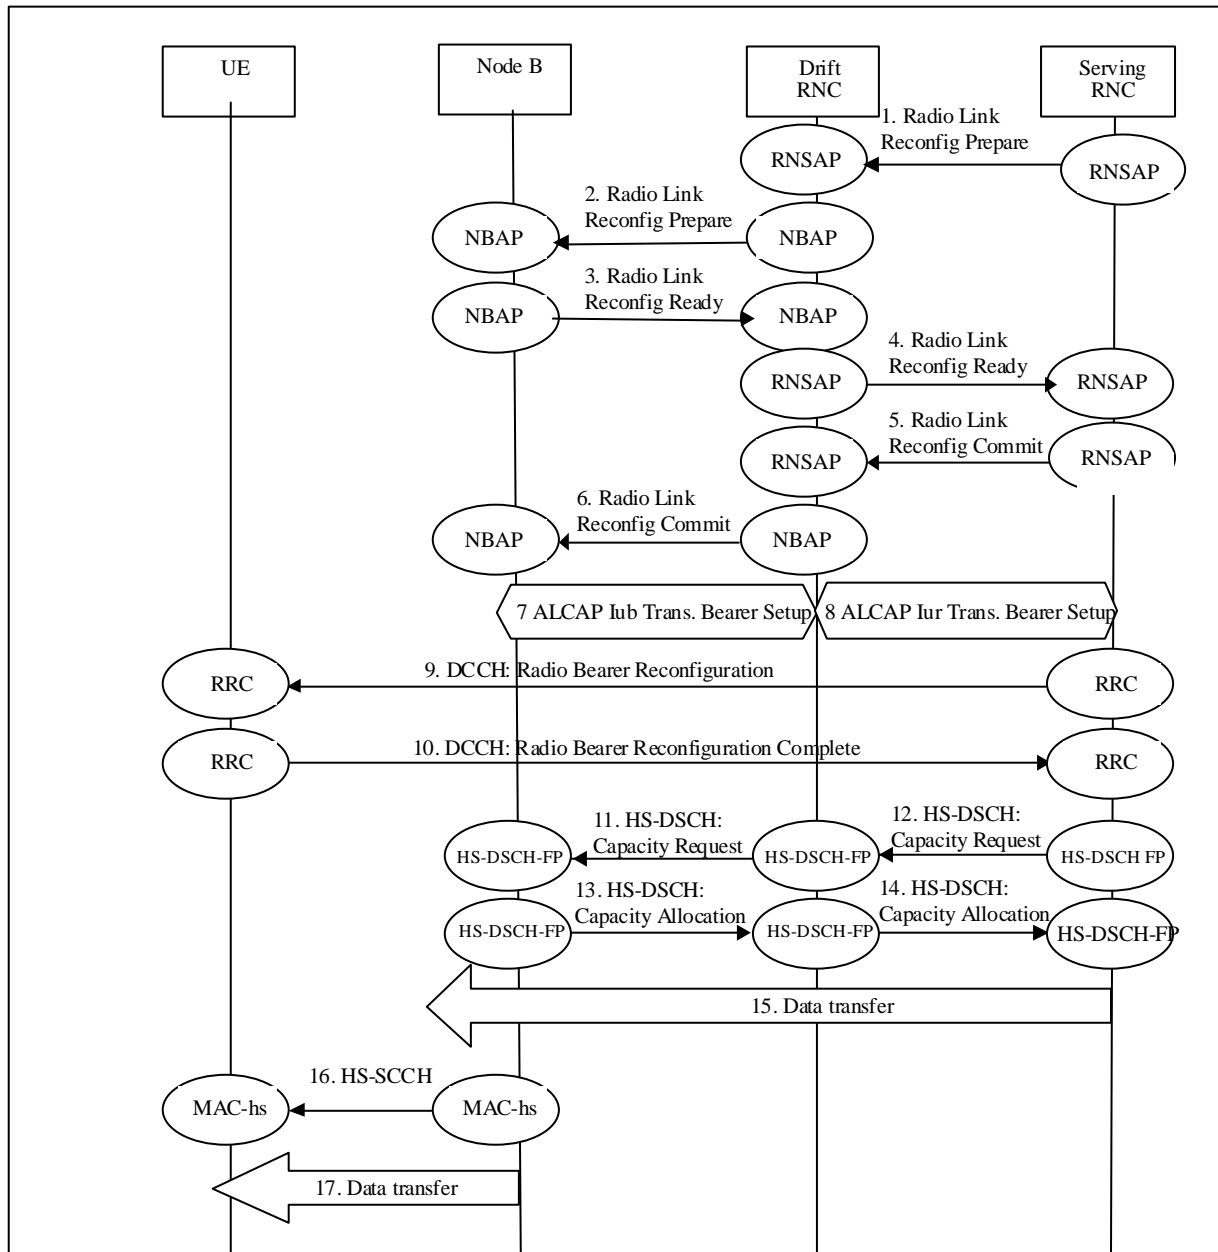 UE
Node B
Drift
RNC
Serving
RNC
1. Radio Link
Reconfig Prepare
RNSAP
RNSAP
2. Radio Link
Reconfig Prepare
NBAP
NBAP
3. Radio Link
Reconfig Ready
NBAP
NBAP
4. Radio Link
Reconfig Ready
RNSAP
RNSAP
5. Radio Link
Reconfig Commit
RNSAP
RNSAP
6. Radio Link
Reconfig Commit
NBAP
NBAP
7 ALCAP Iub Trans. Bearer Setup
8 ALCAP Iur Trans. Bearer Setup
9. DCCH: Radio Bearer Reconfiguration
RRC
RRC
10. DCCH: Radio Bearer Reconfiguration Complete
RRC
RRC
11. HS-DSCH:
Capacity Request
12. HS-DSCH:
Capacity Request
HS-DSCH-FP
HS-DSCH-FP
HS-DSCH FP
13. HS-DSCH:
Capacity Allocation
14. HS-DSCH:
Capacity Allocation
HS-DSCH-FP
HS-DSCH-FP
HS-DSCH-FP
15. Data transfer
16. HS-SCCH
MAC-hs
MAC-hs
17. Data transfer